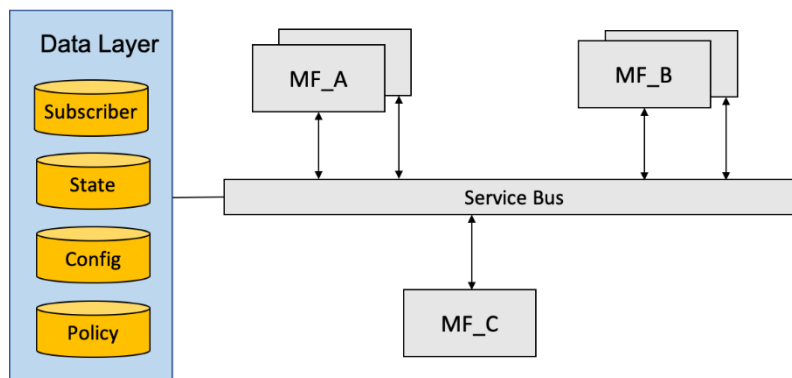 Data Layer
Subscriber
State
Config
Policy
MF_A
MF_B
Service Bus
MF_C